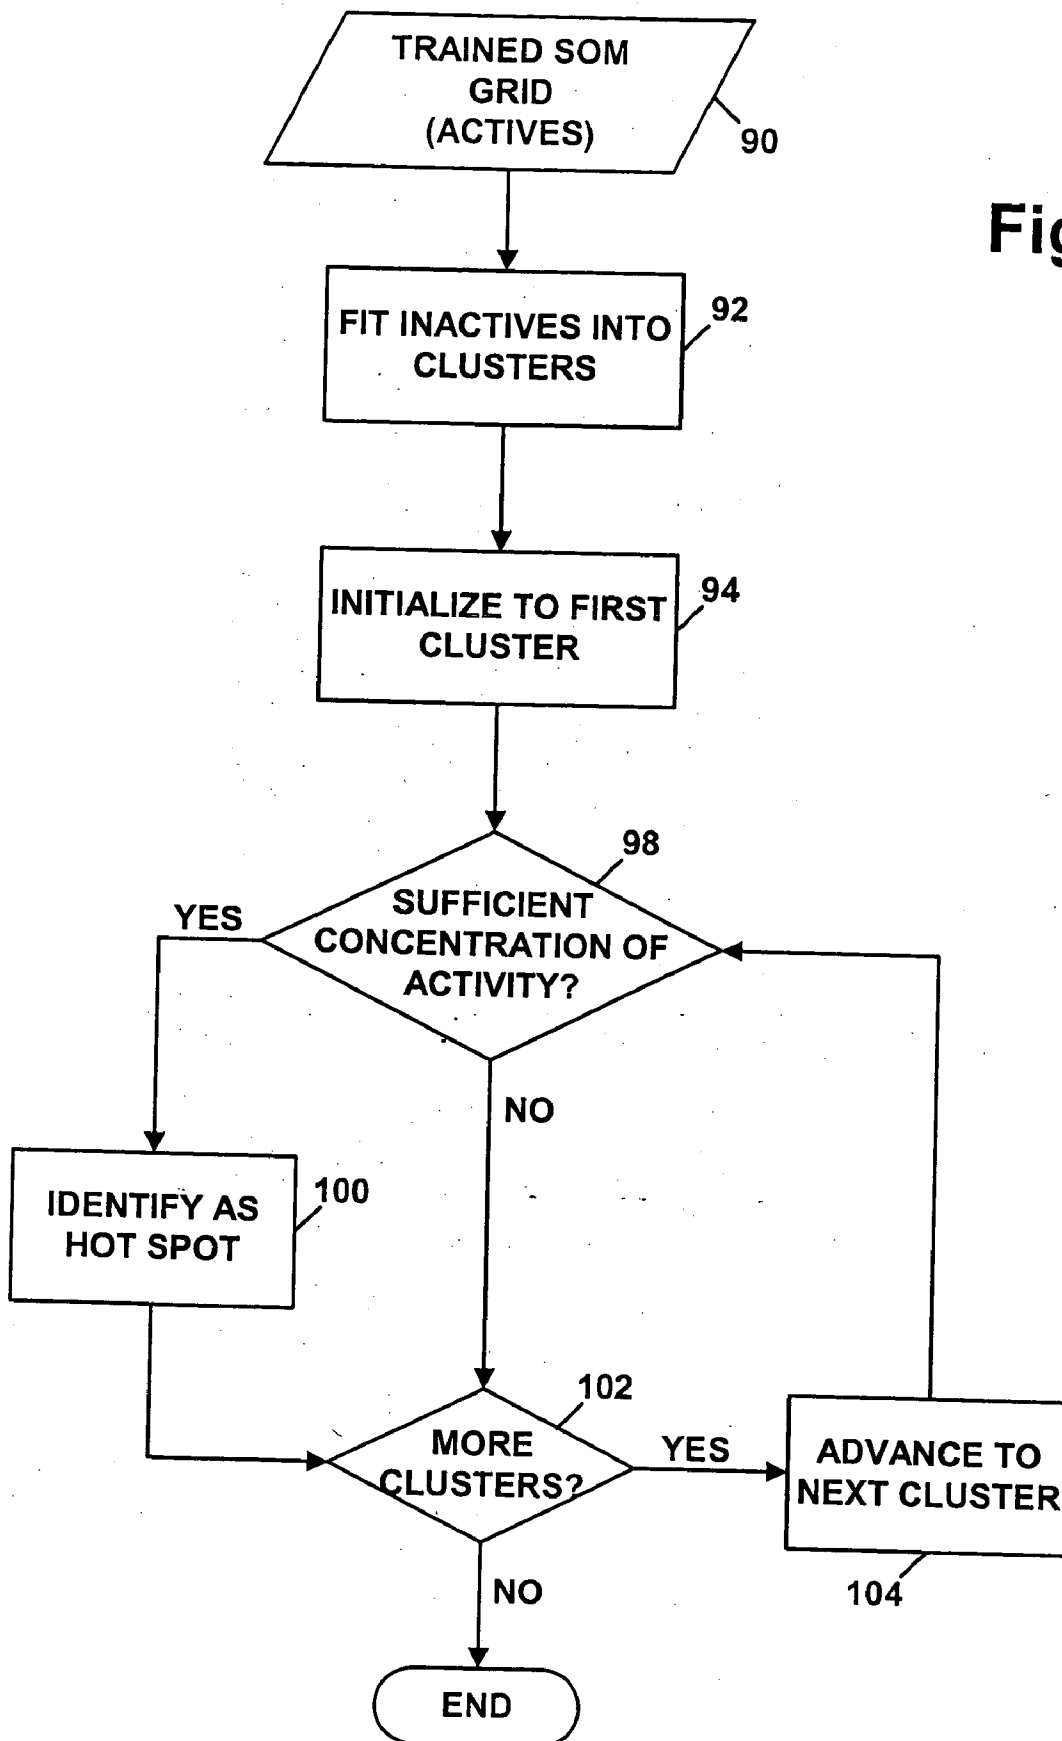 TRAINED SOM
GRID
(ACTIVES)
90
Fig
FIT INACTIVES INTO
CLUSTERS
92
INITIALIZE TO FIRST
CLUSTER
94
98
SUFFICIENT
CONCENTRATION OF
ACTIVITY?
YES
NO
IDENTIFY AS
HOT SPOT
100
102
MORE
CLUSTERS?
YES
ADVANCE TO
NEXT CLUSTER
104
NO
END